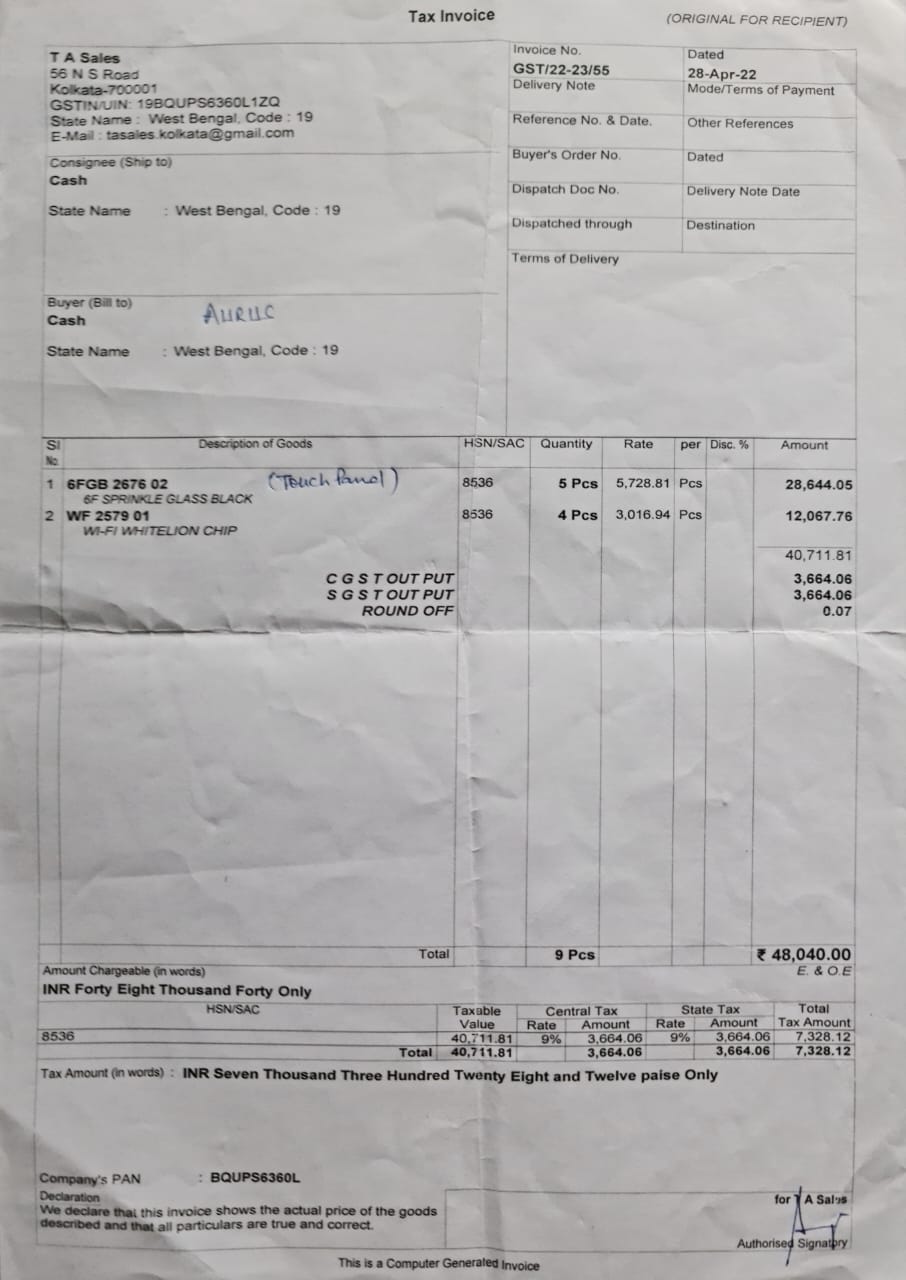 Tax Invoice
(ORIGINAL FOR RECIPIENT)
T A Sales
56 N S Road
Kolkata-700001
GSTIN/UIN: 19BQUPS6360L1ZQ
State Name : West Bengal, Code : 19
E-Mail : tasales.kolkata@gmail.com
Consignee (Ship to)
Cash
State Name : West Bengal, Code : 19
Buyer (Bill to)
Cash
State Name : West Bengal, Code : 19
Invoice No. Dated
GST/22-23/55 28-Apr-22
Delivery Note Mode/Terms of Payment
Reference No. & Date. Other References
Buyer's Order No. Dated
Dispatch Doc No. Delivery Note Date
Dispatched through Destination
Terms of Delivery
Sl No. Description of Goods HSN/SAC Quantity Rate per Disc. % Amount
1 6FGB 2676 02 (Touch Panel) 8536 5 Pcs 5,728.81 Pcs 28,644.05
6F SPRINKLE GLASS BLACK
2 WF 2579 01 8536 4 Pcs 3,016.94 Pcs 12,067.76
WI-FI WHITELION CHIP
40,711.81
C G S T OUT PUT 3,664.06
S G S T OUT PUT 3,664.06
ROUND OFF 0.07
Total 9 Pcs ₹ 48,040.00
Amount Chargeable (in words) E. & O.E
INR Forty Eight Thousand Forty Only
HSN/SAC Taxable Value Central Tax State Tax Total Tax Amount
Rate Amount Rate Amount
8536 40,711.81 9% 3,664.06 9% 3,664.06 7,328.12
Total 40,711.81 3,664.06 3,664.06 7,328.12
Tax Amount (in words) : INR Seven Thousand Three Hundred Twenty Eight and Twelve paise Only
Company's PAN : BQUPS6360L
Declaration
We declare that this invoice shows the actual price of the goods
described and that all particulars are true and correct.
for T A Sales
Authorised Signatory
This is a Computer Generated Invoice